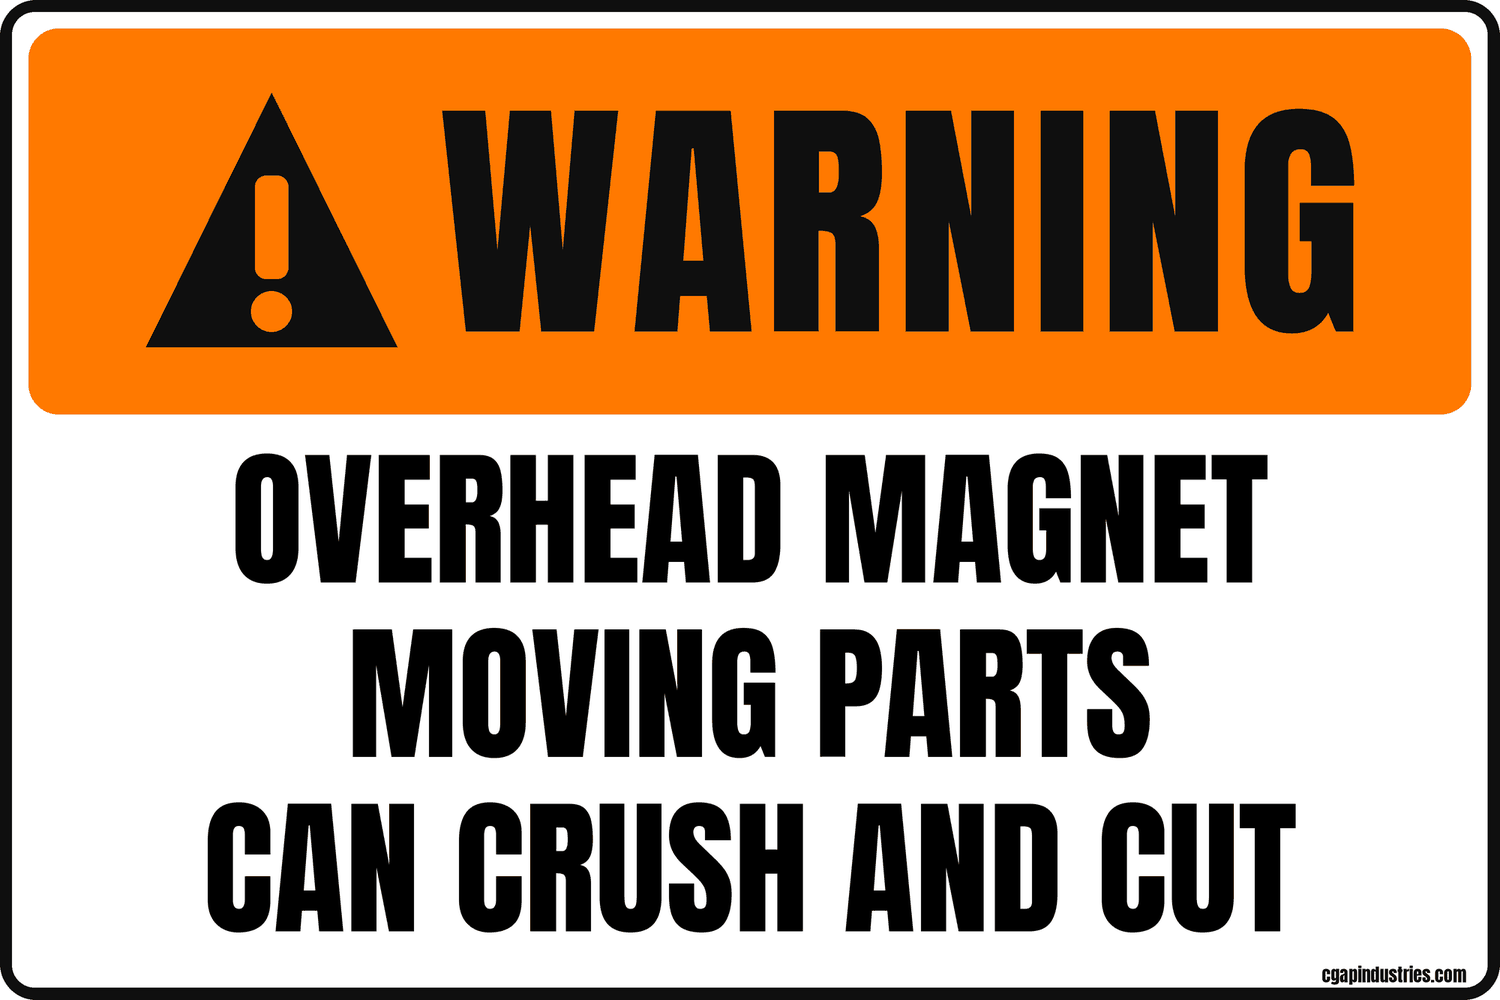 WARNING
OVERHEAD MAGNET
MOVING PARTS
CAN CRUSH AND CUT
cgapindustries.com